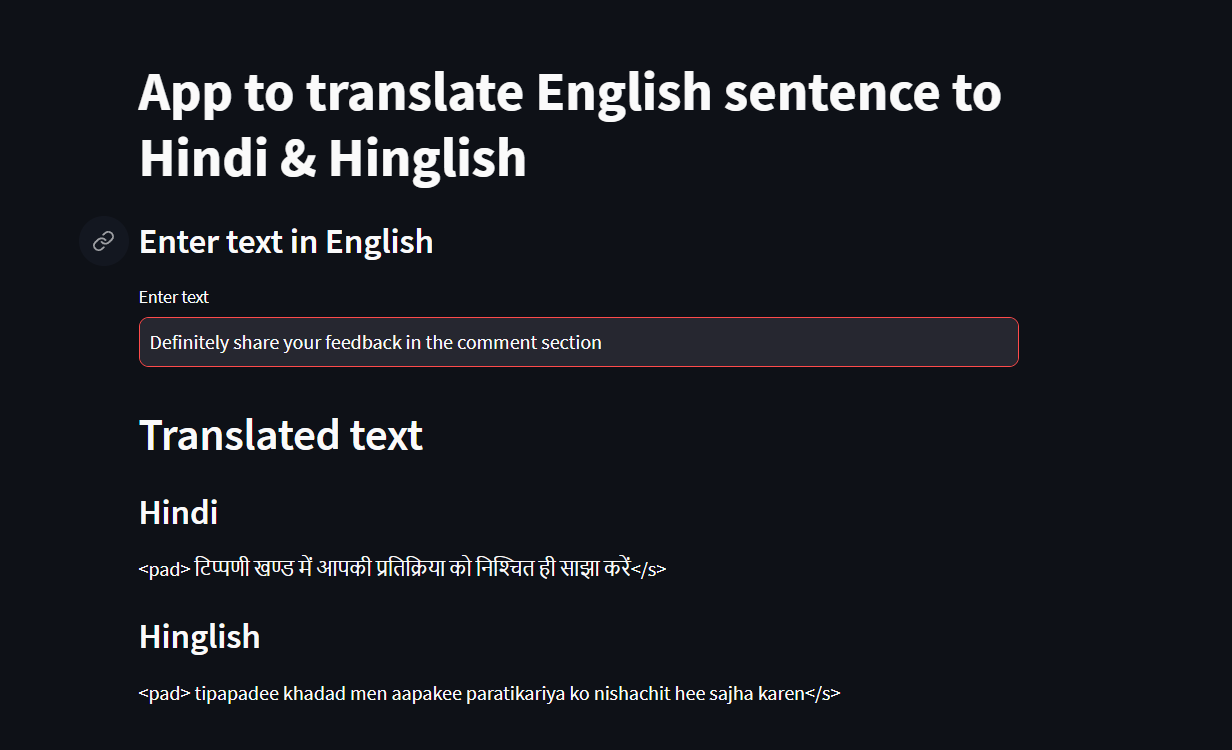 App to translate English sentence to
Hindi & Hinglish
Enter text in English
Enter text
Definitely share your feedback in the comment section
Translated text
Hindi
<pad> टिप्पणी खण्ड में आपकी प्रतिक्रिया को निश्चित ही साझा करें</s>
Hinglish
<pad> tipapadee khadad men aapakee paratikariya ko nishachit hee sajha karen</s>